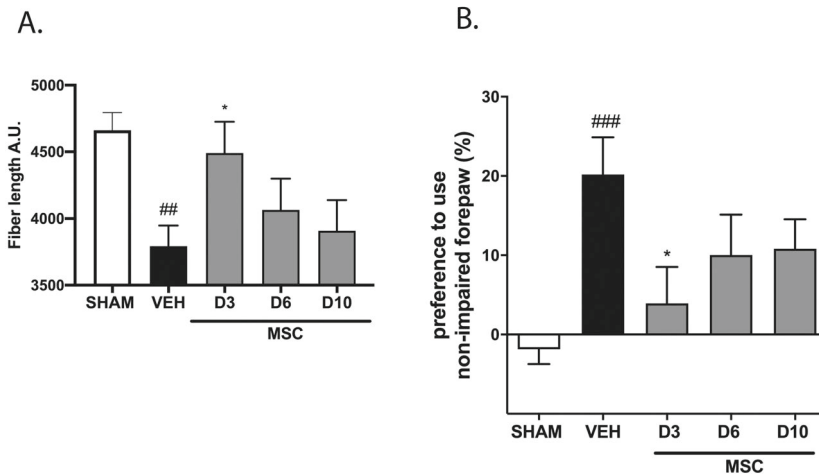 A.
5000
4500
4000
3500
Fiber length A.U.
##
*
SHAM VEH D3 D6 D10
MSC
B.
30
20
10
0
preference to use
non-impaired forepaw (%)
###
*
SHAM VEH D3 D6 D10
MSC